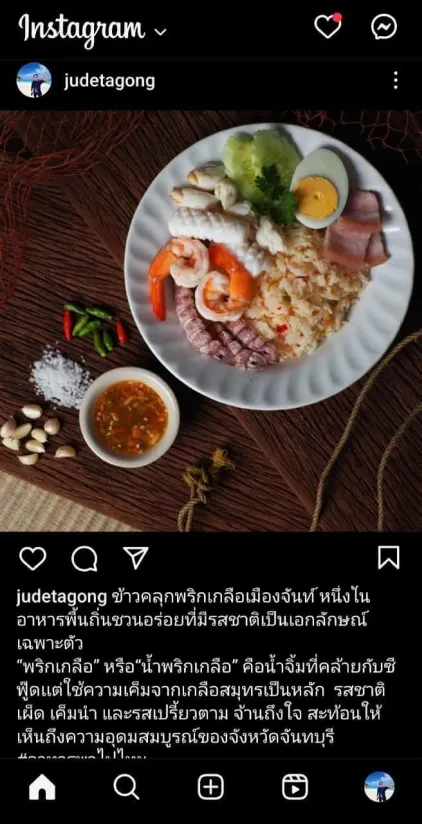 Instagram
judetagong
judetagong ข้าวคลุกพริกเกลือเมืองจันท์ หนึ่งใน
อาหารพื้นถิ่นชวนอร่อยที่มีรสชาติเป็นเอกลักษณ์
เฉพาะตัว
“พริกเกลือ” หรือ“น้ำพริกเกลือ” คือน้ำจิ้มที่คล้ายกับซี
ฟู๊ดแต่ใช้ความเค็มจากเกลือสมุทรเป็นหลัก รสชาติ
เผ็ด เค็มนำ และรสเปรี้ยวตาม จ้านถึงใจ สะท้อนให้
เห็นถึงความอุดมสมบูรณ์ของจังหวัดจันทบุรี